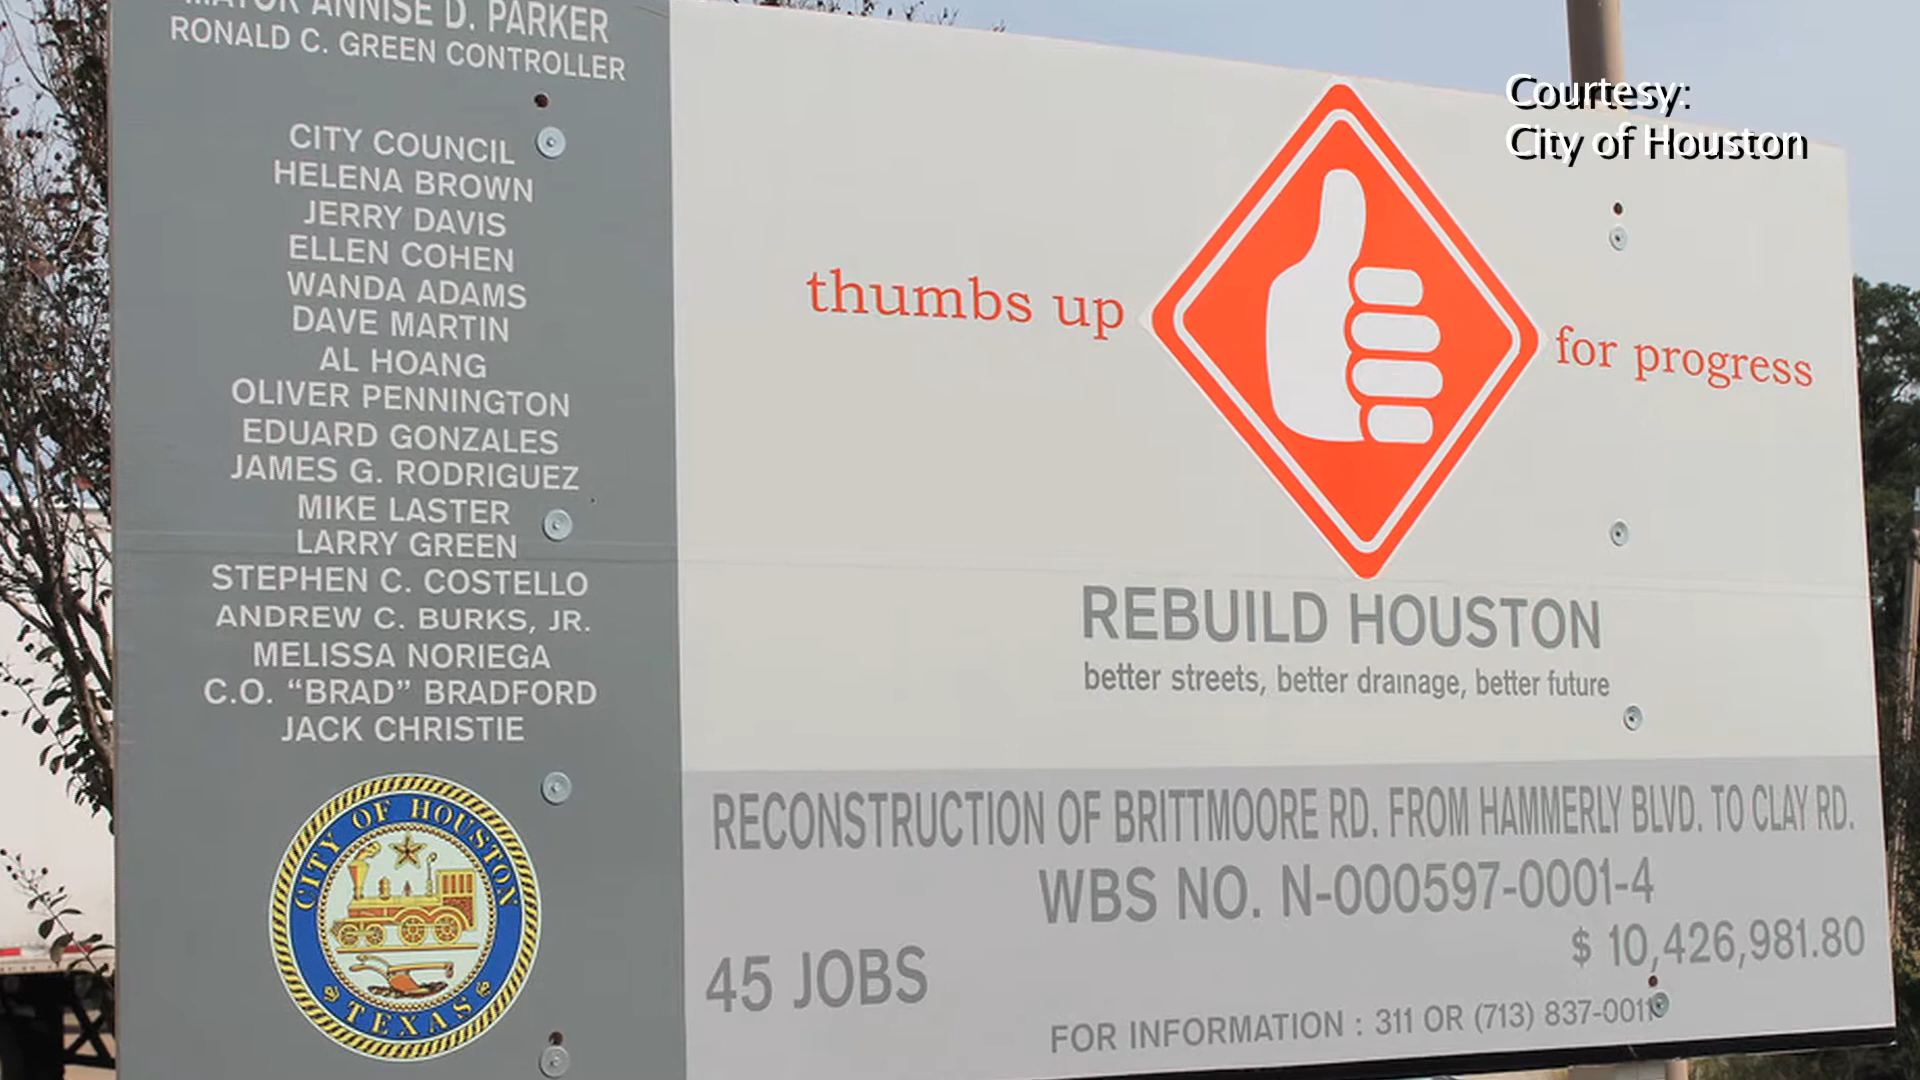 MAYOR ANNISE D. PARKER
RONALD C. GREEN CONTROLLER
CITY COUNCIL
HELENA BROWN
JERRY DAVIS
ELLEN COHEN
WANDA ADAMS
DAVE MARTIN
AL HOANG
OLIVER PENNINGTON
EDUARD GONZALES
JAMES G. RODRIGUEZ
MIKE LASTER
LARRY GREEN
STEPHEN C. COSTELLO
ANDREW C. BURKS, JR.
MELISSA NORIEGA
C.O. “BRAD” BRADFORD
JACK CHRISTIE
CITY OF HOUSTON
TEXAS
Courtesy:
City of Houston
thumbs up for progress
REBUILD HOUSTON
better streets, better drainage, better future
RECONSTRUCTION OF BRITTMOORE RD. FROM HAMMERLY BLVD. TO CLAY RD.
WBS NO. N-000597-0001-4
$ 10,426,981.80
45 JOBS
FOR INFORMATION : 311 OR (713) 837-0011